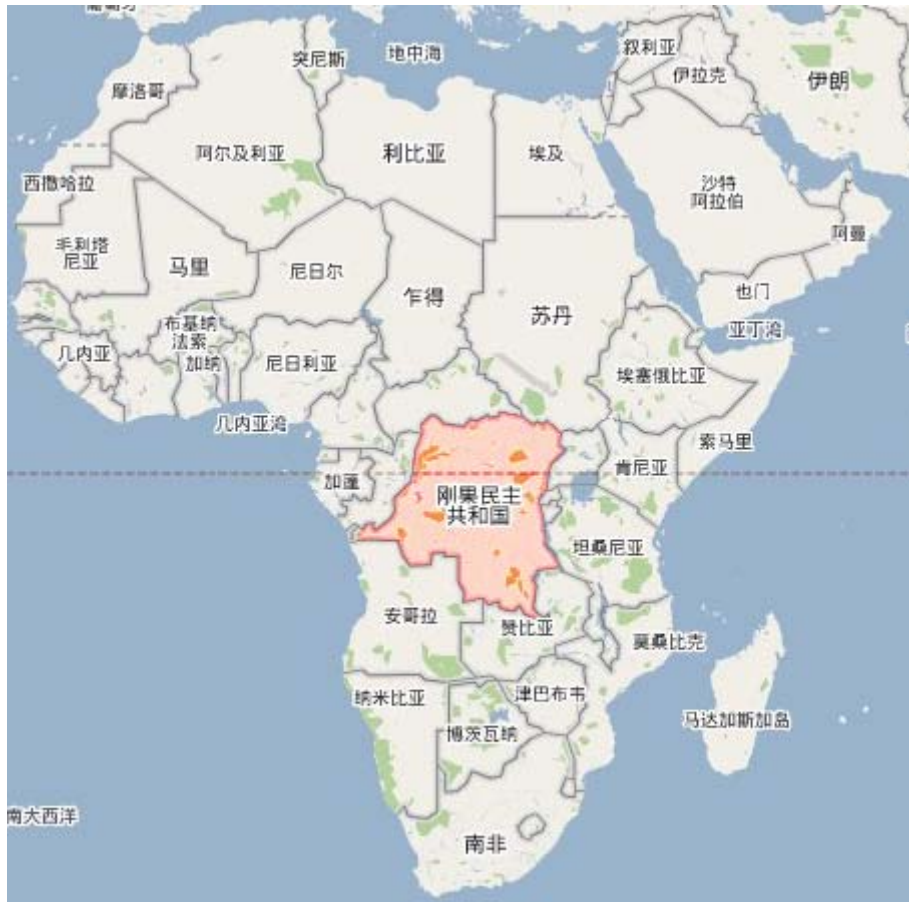 突尼斯
地中海
叙利亚
伊拉克
伊朗
摩洛哥
阿尔及利亚
利比亚
埃及
西撒哈拉
沙特
阿拉伯
毛利塔
尼亚
马里
尼日尔
乍得
苏丹
阿曼
也门
亚丁湾
布基纳
法索
几内亚
加纳
尼日利亚
埃塞俄比亚
几内亚湾
索马里
加蓬
肯尼亚
刚果民主
共和国
坦桑尼亚
安哥拉
赞比亚
莫桑比克
纳米比亚
津巴布韦
博茨瓦纳
马达加斯加岛
南大西洋
南非